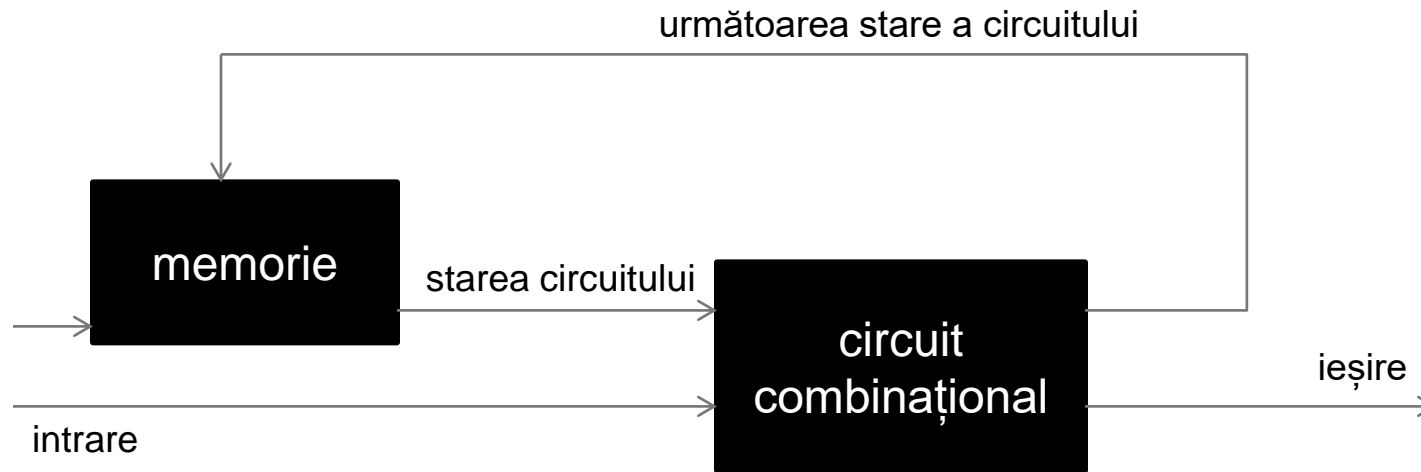 următoarea stare a circuitului
memorie
starea circuitului
circuit
combinațional
ieșire
intrare